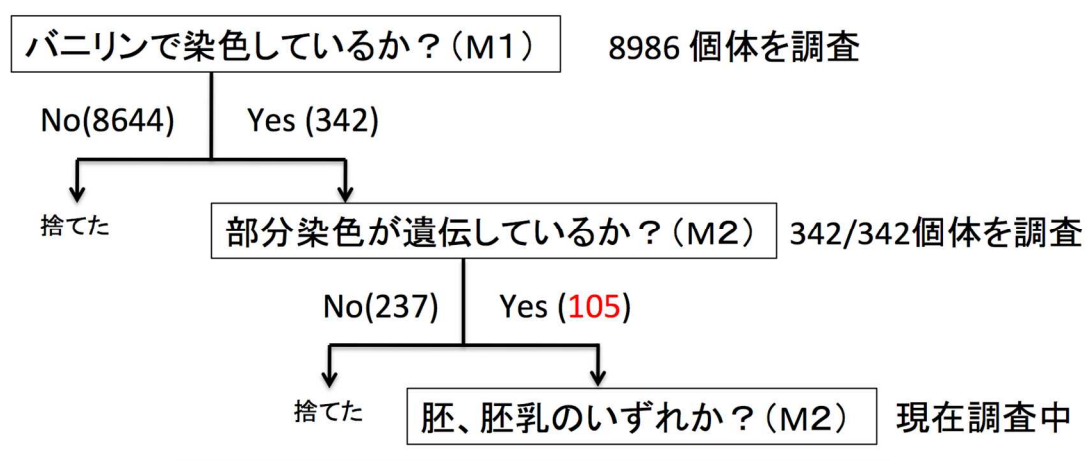 バニリンで染色しているか？（M１）
8986 個体を調査
No(8644)
Yes (342)
捨てた
部分染色が遺伝しているか？（M２）
342/342個体を調査
No(237)
Yes (105)
捨てた
胚、胚乳のいずれか？（M２）
現在調査中